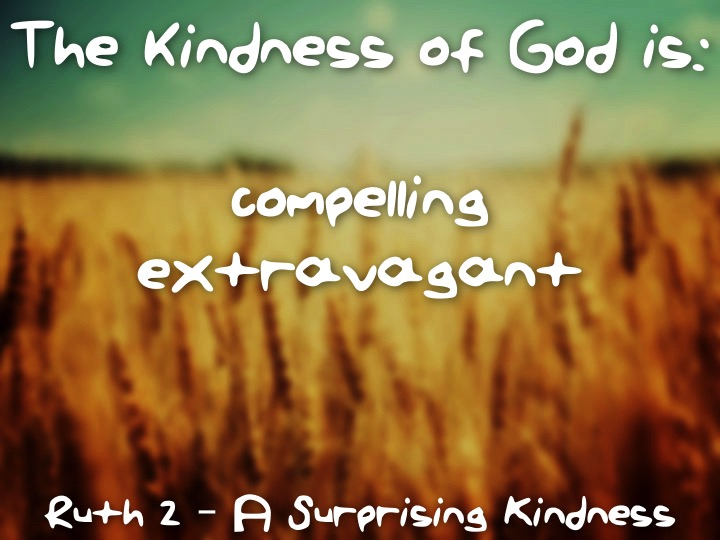 The Kindness of God is:
compelling
extravagant
Ruth 2 - A Surprising Kindness